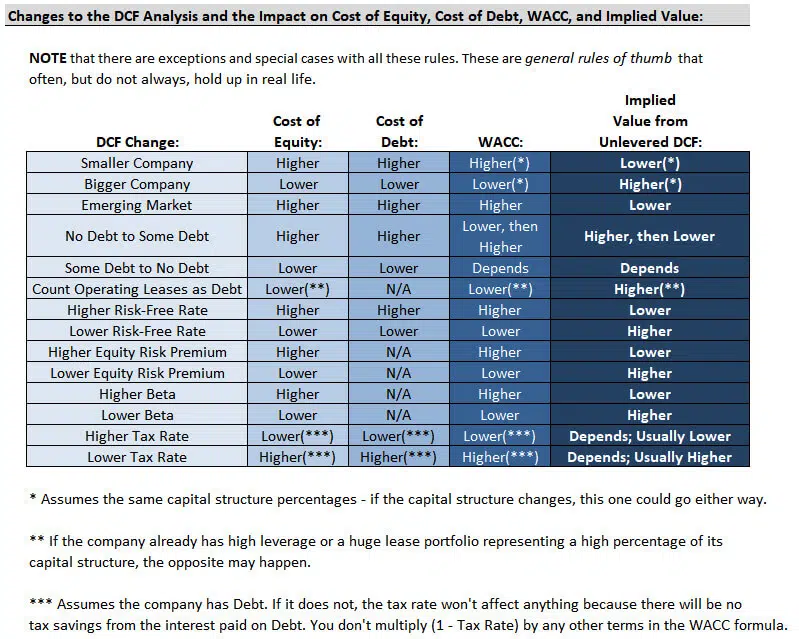 Changes to the DCF Analysis and the Impact on Cost of Equity, Cost of Debt, WACC, and Implied Value:
NOTE that there are exceptions and special cases with all these rules. These are general rules of thumb that
often, but do not always, hold up in real life.
DCF Change: Cost of Equity: Cost of Debt: WACC: Implied Value from Unlevered DCF:
Smaller Company Higher Higher Higher(*) Lower(*)
Bigger Company Lower Lower Lower(*) Higher(*)
Emerging Market Higher Higher Higher Lower
No Debt to Some Debt Higher Higher Lower, then Higher Higher, then Lower
Some Debt to No Debt Lower Lower Depends Depends
Count Operating Leases as Debt Lower(**) N/A Lower(**) Higher(**)
Higher Risk-Free Rate Higher Higher Higher Lower
Lower Risk-Free Rate Lower Lower Lower Higher
Higher Equity Risk Premium Higher N/A Higher Lower
Lower Equity Risk Premium Lower N/A Lower Higher
Higher Beta Higher N/A Higher Lower
Lower Beta Lower N/A Lower Higher
Higher Tax Rate Lower(***) Lower(***) Lower(***) Depends; Usually Lower
Lower Tax Rate Higher(***) Higher(***) Higher(***) Depends; Usually Higher
* Assumes the same capital structure percentages - if the capital structure changes, this one could go either way.
** If the company already has high leverage or a huge lease portfolio representing a high percentage of its
capital structure, the opposite may happen.
*** Assumes the company has Debt. If it does not, the tax rate won't affect anything because there will be no
tax savings from the interest paid on Debt. You don't multiply (1 - Tax Rate) by any other terms in the WACC formula.